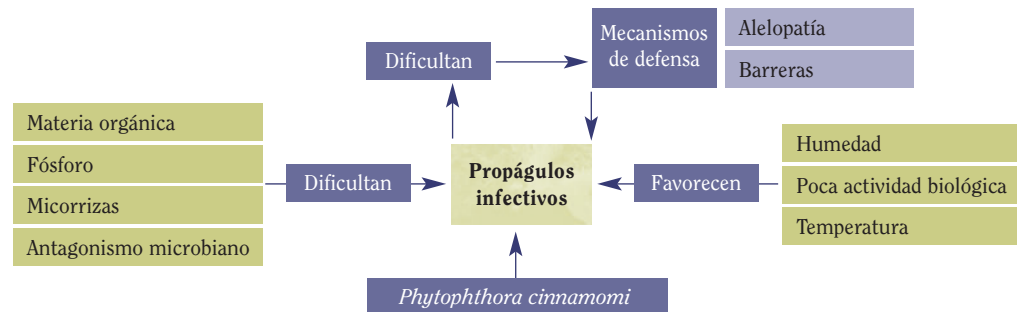 Mecanismos
de defensa
Alelopatía
Barreras
Dificultan
Materia orgánica
Fósforo
Micorrizas
Antagonismo microbiano
Dificultan
Propágulos
infectivos
Favorecen
Humedad
Poca actividad biológica
Temperatura
Phytophthora cinnamomi